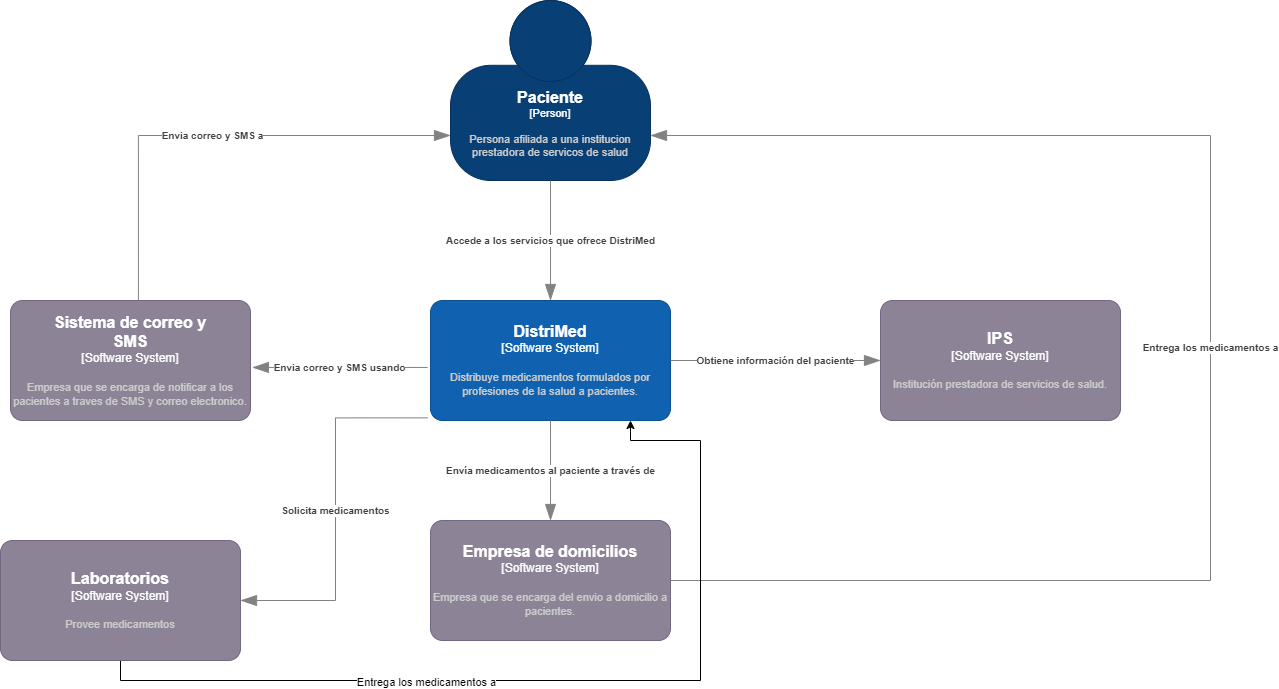 Paciente
[Person]
Persona afiliada a una institucion
prestadora de servicos de salud
Envia correo y SMS a
Accede a los servicios que ofrece DistriMed
Sistema de correo y
SMS
[Software System]
Empresa que se encarga de notificar a los
pacientes a traves de SMS y correo electronico.
Envia correo y SMS usando
DistriMed
[Software System]
Distribuye medicamentos formulados por
profesiones de la salud a pacientes.
Obtiene información del paciente
IPS
[Software System]
Institución prestadora de servicios de salud.
Entrega los medicamentos a
Envía medicamentos al paciente a través de
Solicita medicamentos
Empresa de domicilios
[Software System]
Empresa que se encarga del envio a domicilio a
pacientes.
Laboratorios
[Software System]
Provee medicamentos
Entrega los medicamentos a